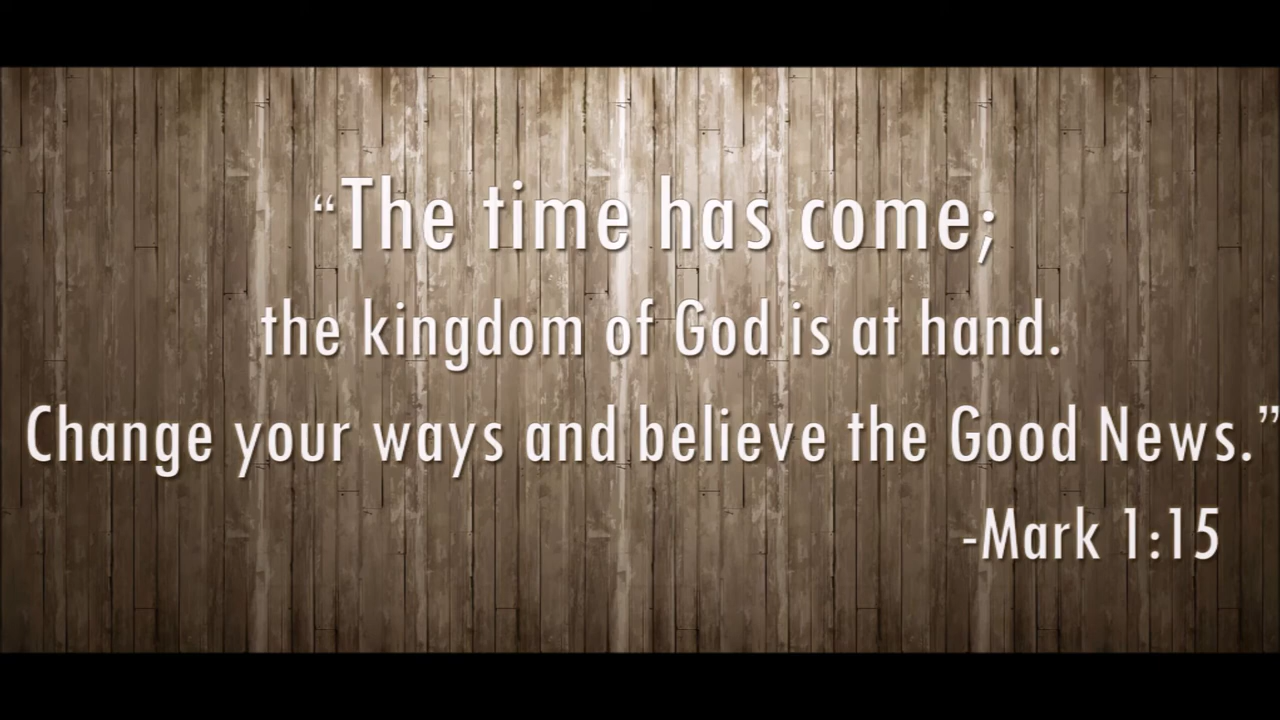 “The time has come;
the kingdom of God is at hand.
Change your ways and believe the Good News.”
-Mark 1:15